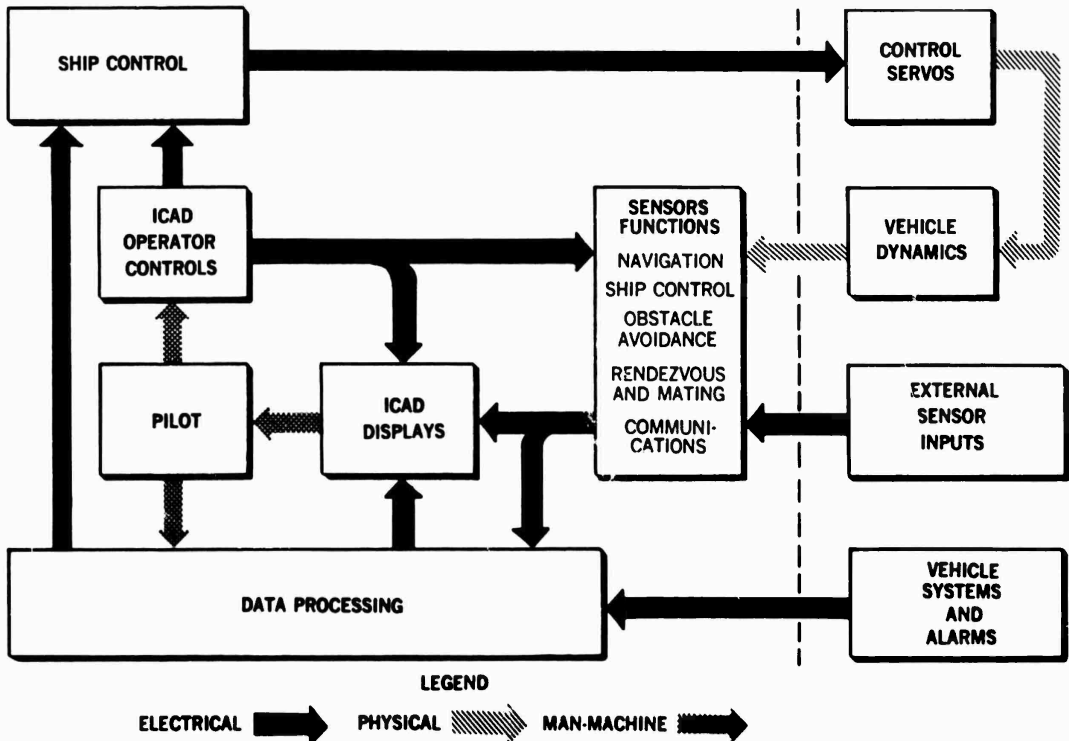 SHIP CONTROL
CONTROL
SERVOS
ICAD
OPERATOR
CONTROLS
SENSORS
FUNCTIONS
NAVIGATION
SHIP CONTROL
OBSTACLE
AVOIDANCE
RENDEZVOUS
AND MATING
COMMUNI-
CATIONS
VEHICLE
DYNAMICS
PILOT
ICAD
DISPLAYS
EXTERNAL
SENSOR
INPUTS
DATA PROCESSING
VEHICLE
SYSTEMS
AND
ALARMS
LEGEND
ELECTRICAL PHYSICAL MAN-MACHINE